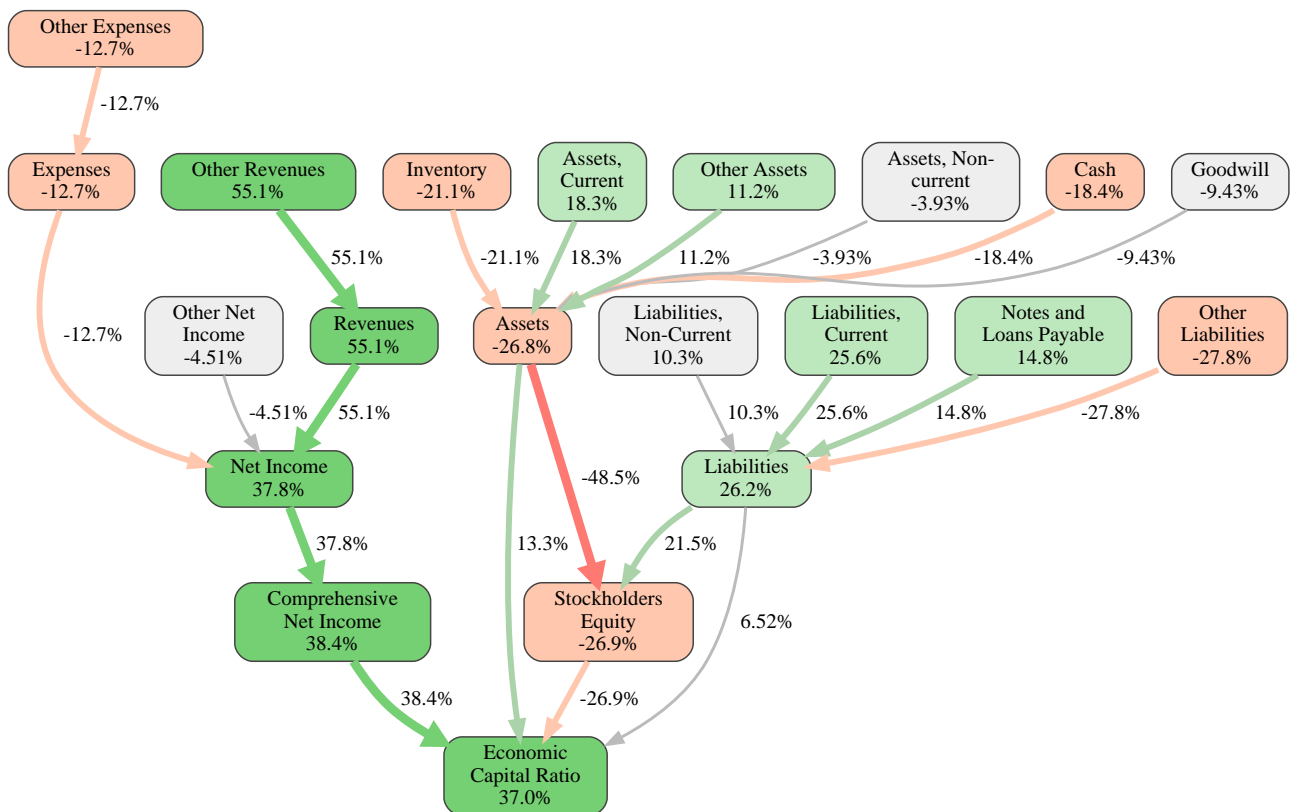 Other Expenses
-12.7%
-12.7%
Expenses
-12.7%
Other Revenues
55.1%
Inventory
-21.1%
Assets,
Current
18.3%
Other Assets
11.2%
Assets, Non-
current
-3.93%
Cash
-18.4%
Goodwill
-9.43%
55.1%
-21.1%
18.3%
11.2%
-3.93%
-18.4%
-9.43%
-12.7%
Other Net
Income
-4.51%
Revenues
55.1%
Assets
-26.8%
Liabilities,
Non-Current
10.3%
Liabilities,
Current
25.6%
Notes and
Loans Payable
14.8%
Other
Liabilities
-27.8%
-4.51%
55.1%
10.3%
25.6%
14.8%
-27.8%
Net Income
37.8%
-48.5%
Liabilities
26.2%
37.8%
13.3%
21.5%
Comprehensive
Net Income
38.4%
Stockholders
Equity
-26.9%
6.52%
38.4%
-26.9%
Economic
Capital Ratio
37.0%